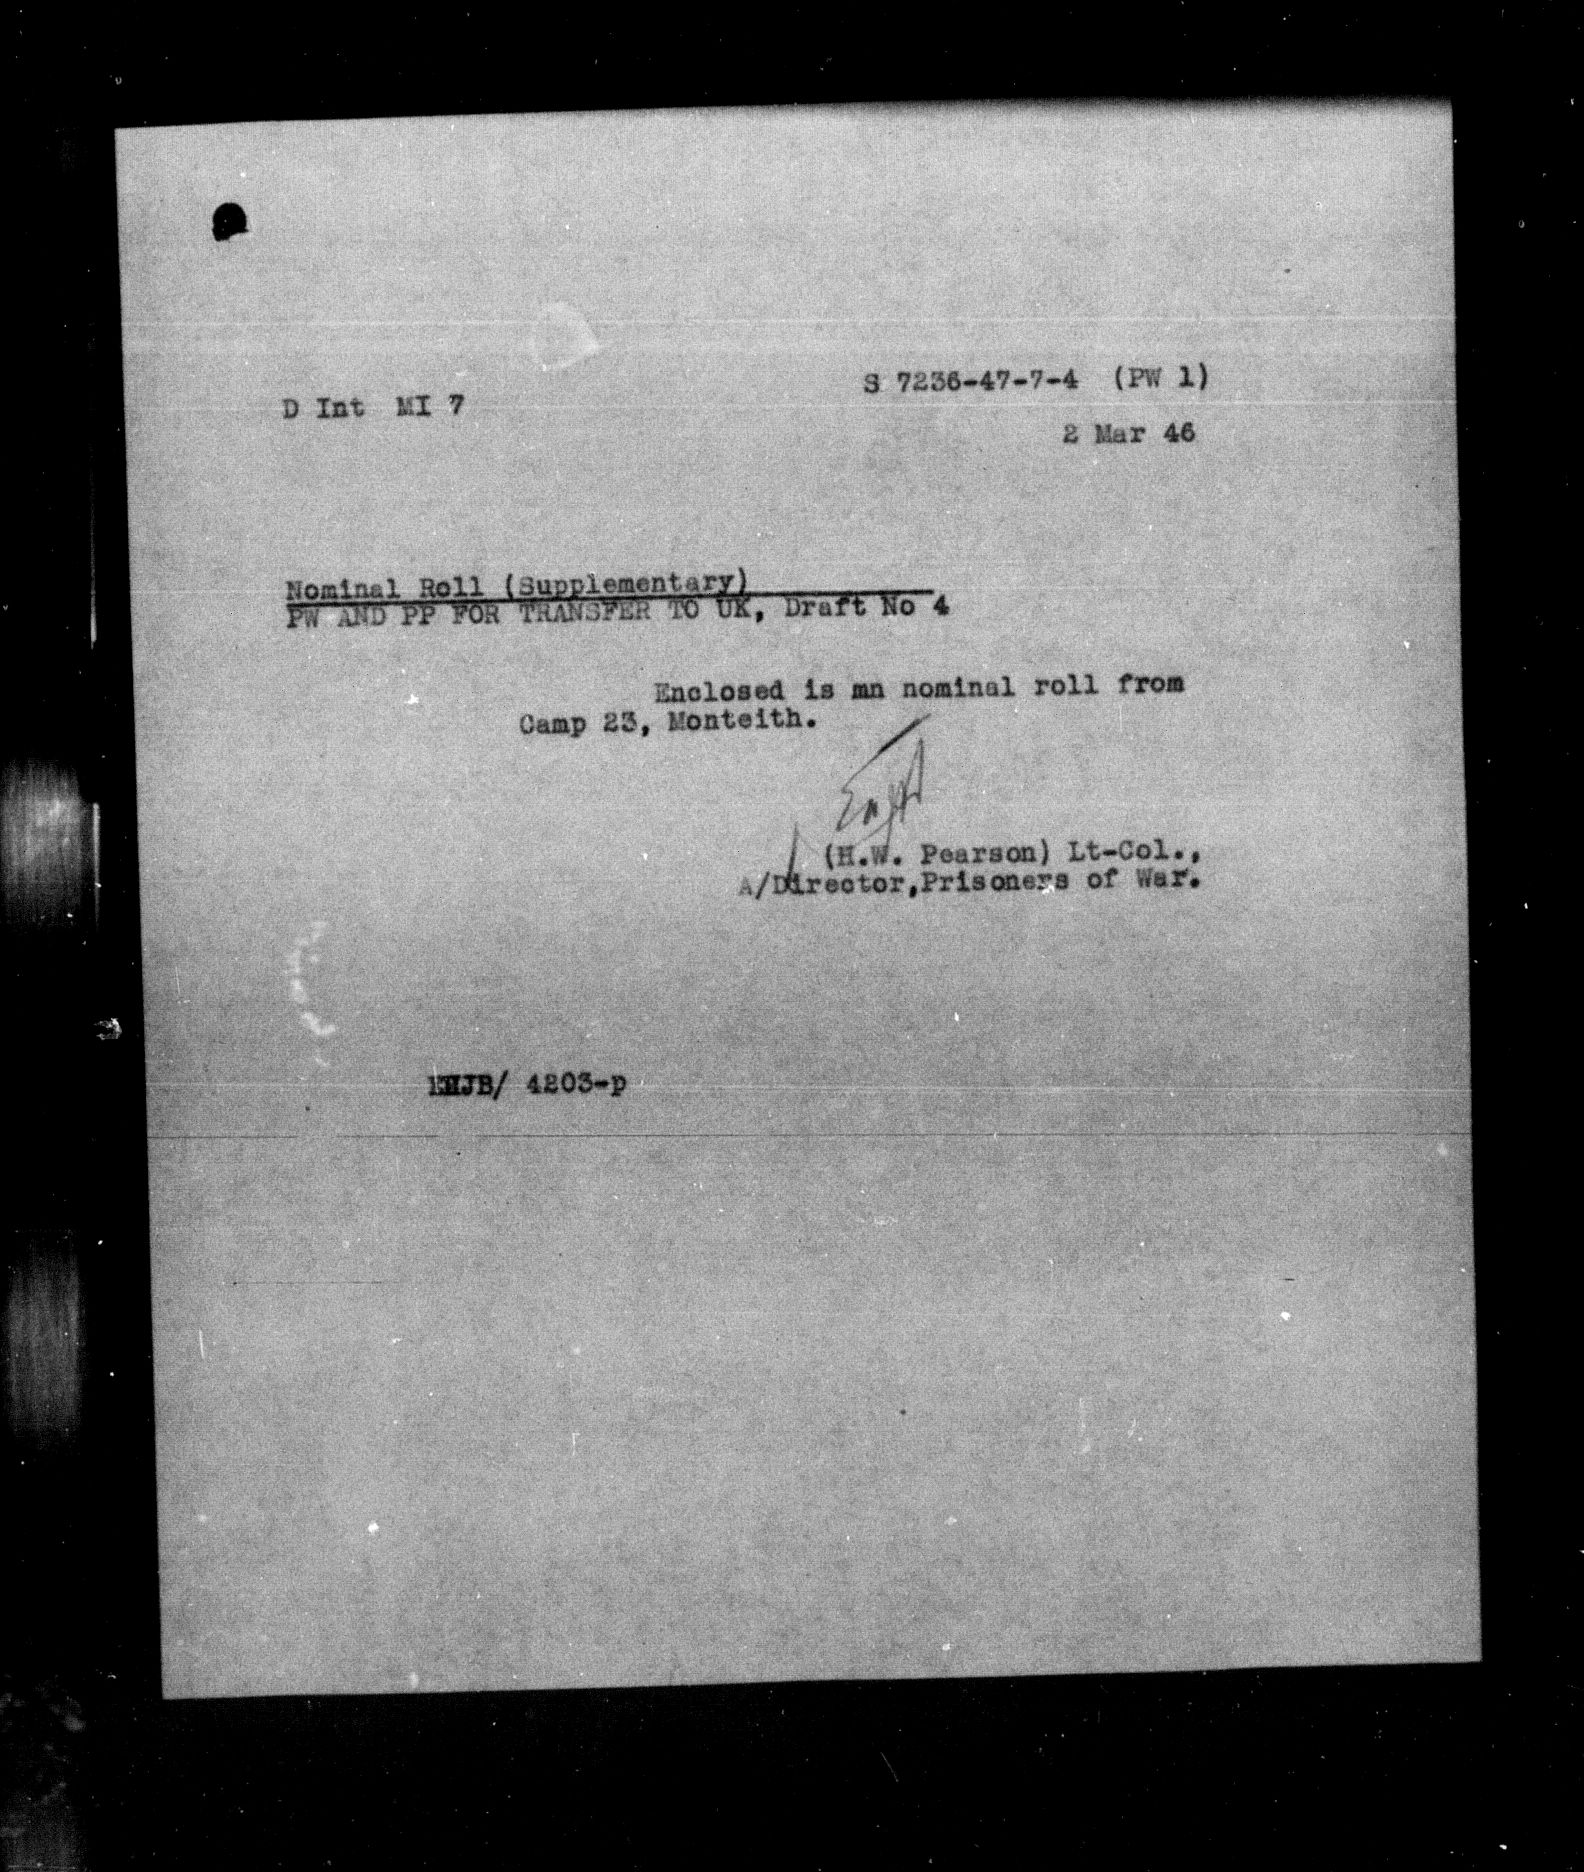 S 7236-47-7-4 (PW 1)
D Int MI 7
2 Mar 46
Nominal Roll (Supplementary)
PW AND PP FOR TRANSFER TO UK, Draft No 4
Enclosed is mn nominal roll from
Camp 23, Monteith.
(H.W. Pearson) Lt-Col.,
A/Director,Prisoners of War.
HJB/ 4203-p